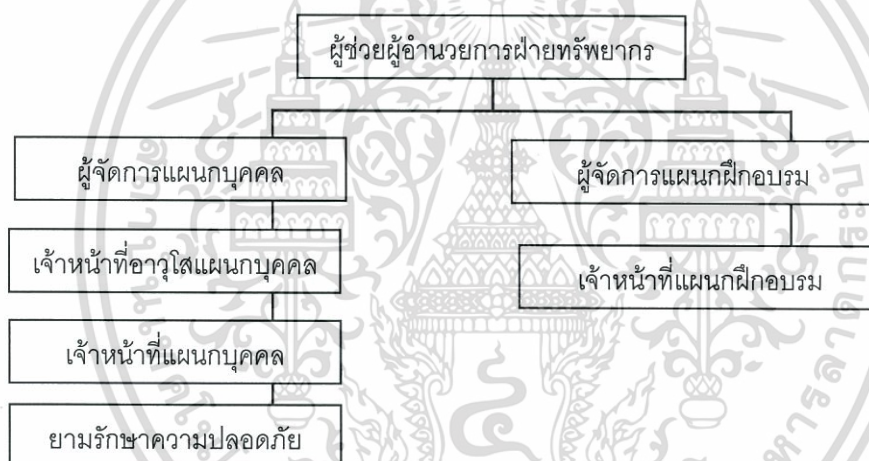 ผู้ช่วยผู้อำนวยการฝ่ายทรัพยากร
ผู้จัดการแผนกบุคคล
ผู้จัดการแผนกฝึกอบรม
เจ้าหน้าที่อาวุโสแผนกบุคคล
เจ้าหน้าที่แผนกฝึกอบรม
เจ้าหน้าที่แผนกบุคคล
ยามรักษาความปลอดภัย